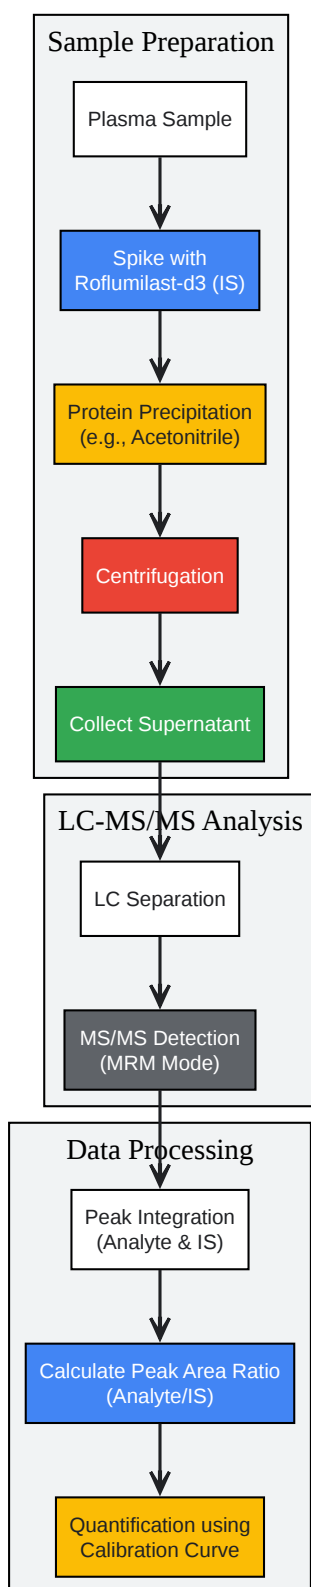 Sample Preparation
Plasma Sample
Spike with
Roflumilast-d3 (IS)
Protein Precipitation
(e.g., Acetonitrile)
Centrifugation
Collect Supernatant
LC-MS/MS Analysis
LC Separation
MS/MS Detection
(MRM Mode)
Data Processing
Peak Integration
(Analyte & IS)
Calculate Peak Area Ratio
(Analyte/IS)
Quantification using
Calibration Curve